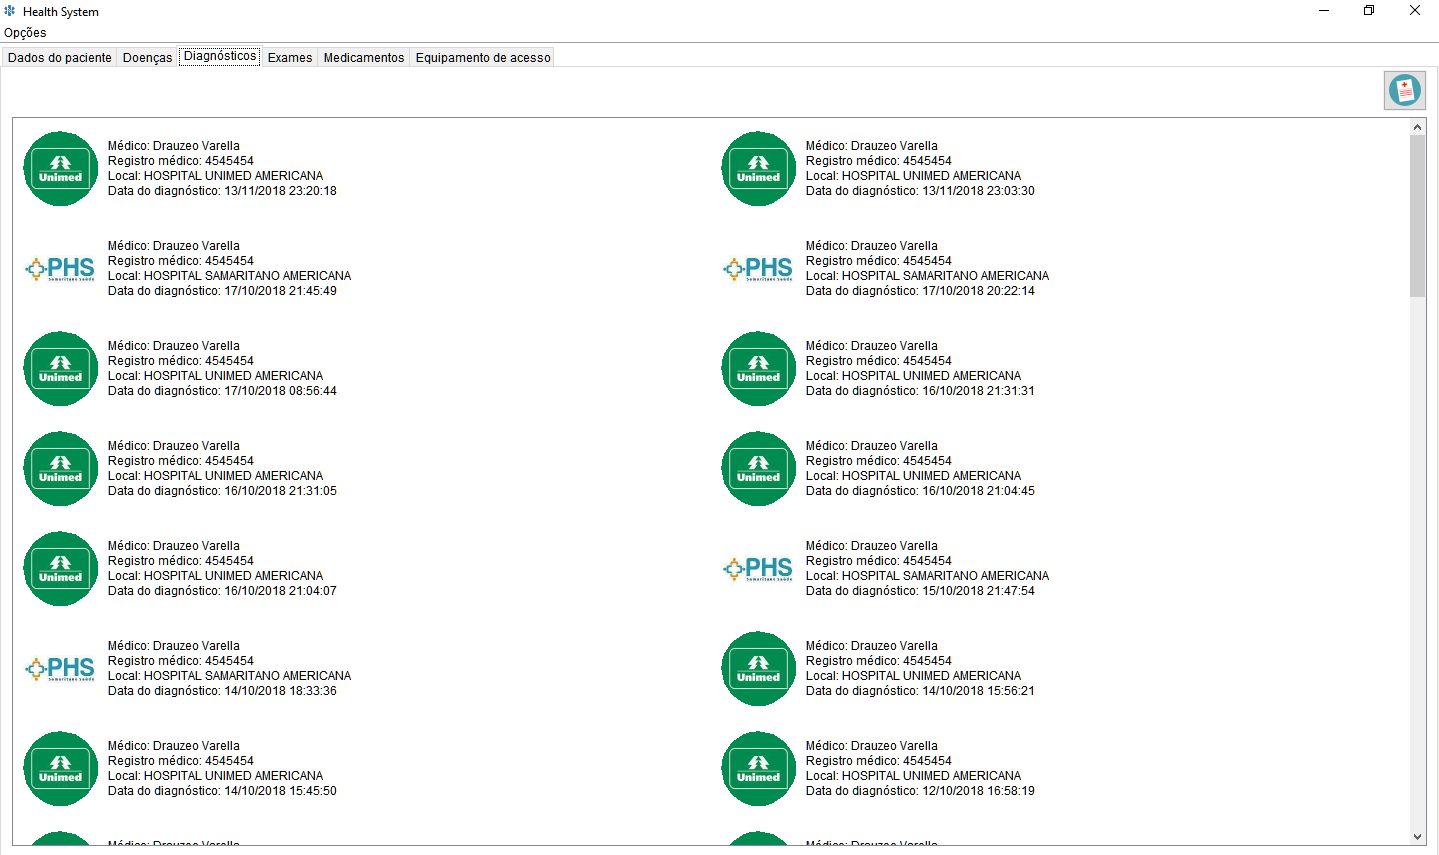 Health System
Opções
Dados do paciente Doenças Diagnósticos Exames Medicamentos Equipamento de acesso
Unimed
Médico: Drauzeo Varella
Registro médico: 4545454
Local: HOSPITAL UNIMED AMERICANA
Data do diagnóstico: 13/11/2018 23:20:18
Unimed
Médico: Drauzeo Varella
Registro médico: 4545454
Local: HOSPITAL UNIMED AMERICANA
Data do diagnóstico: 13/11/2018 23:03:30
PHS
Samaritano Saúde
Médico: Drauzeo Varella
Registro médico: 4545454
Local: HOSPITAL SAMARITANO AMERICANA
Data do diagnóstico: 17/10/2018 21:45:49
PHS
Samaritano Saúde
Médico: Drauzeo Varella
Registro médico: 4545454
Local: HOSPITAL SAMARITANO AMERICANA
Data do diagnóstico: 17/10/2018 20:22:14
Unimed
Médico: Drauzeo Varella
Registro médico: 4545454
Local: HOSPITAL UNIMED AMERICANA
Data do diagnóstico: 17/10/2018 08:56:44
Unimed
Médico: Drauzeo Varella
Registro médico: 4545454
Local: HOSPITAL UNIMED AMERICANA
Data do diagnóstico: 16/10/2018 21:31:31
Unimed
Médico: Drauzeo Varella
Registro médico: 4545454
Local: HOSPITAL UNIMED AMERICANA
Data do diagnóstico: 16/10/2018 21:31:05
Unimed
Médico: Drauzeo Varella
Registro médico: 4545454
Local: HOSPITAL UNIMED AMERICANA
Data do diagnóstico: 16/10/2018 21:04:45
Unimed
Médico: Drauzeo Varella
Registro médico: 4545454
Local: HOSPITAL UNIMED AMERICANA
Data do diagnóstico: 16/10/2018 21:04:07
PHS
Samaritano Saúde
Médico: Drauzeo Varella
Registro médico: 4545454
Local: HOSPITAL SAMARITANO AMERICANA
Data do diagnóstico: 15/10/2018 21:47:54
PHS
Samaritano Saúde
Médico: Drauzeo Varella
Registro médico: 4545454
Local: HOSPITAL SAMARITANO AMERICANA
Data do diagnóstico: 14/10/2018 18:33:36
Unimed
Médico: Drauzeo Varella
Registro médico: 4545454
Local: HOSPITAL UNIMED AMERICANA
Data do diagnóstico: 14/10/2018 15:56:21
Unimed
Médico: Drauzeo Varella
Registro médico: 4545454
Local: HOSPITAL UNIMED AMERICANA
Data do diagnóstico: 14/10/2018 15:45:50
Unimed
Médico: Drauzeo Varella
Registro médico: 4545454
Local: HOSPITAL UNIMED AMERICANA
Data do diagnóstico: 12/10/2018 16:58:19
Médico: Drauzeo Varella
Médico: Drauzeo Varella